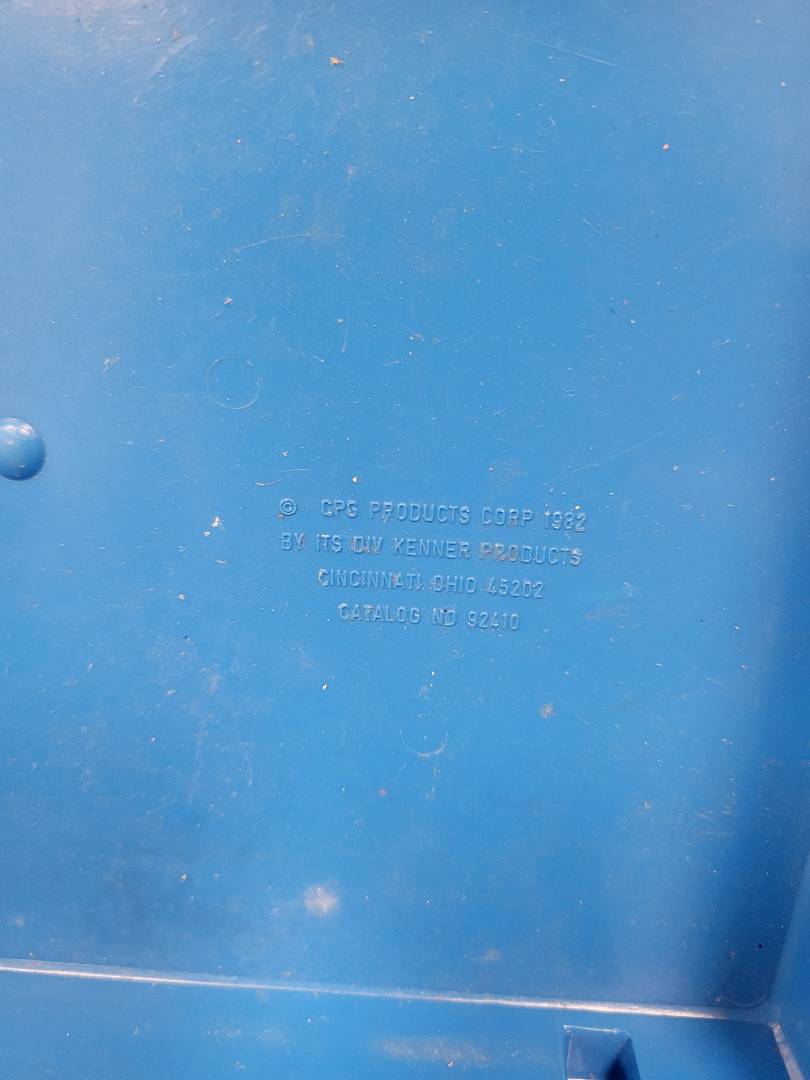 © CPG PRODUCTS CORP 1982
BY ITS DIV KENNER PRODUCTS
CINCINNATI, OHIO 45202
CATALOG NO 92410